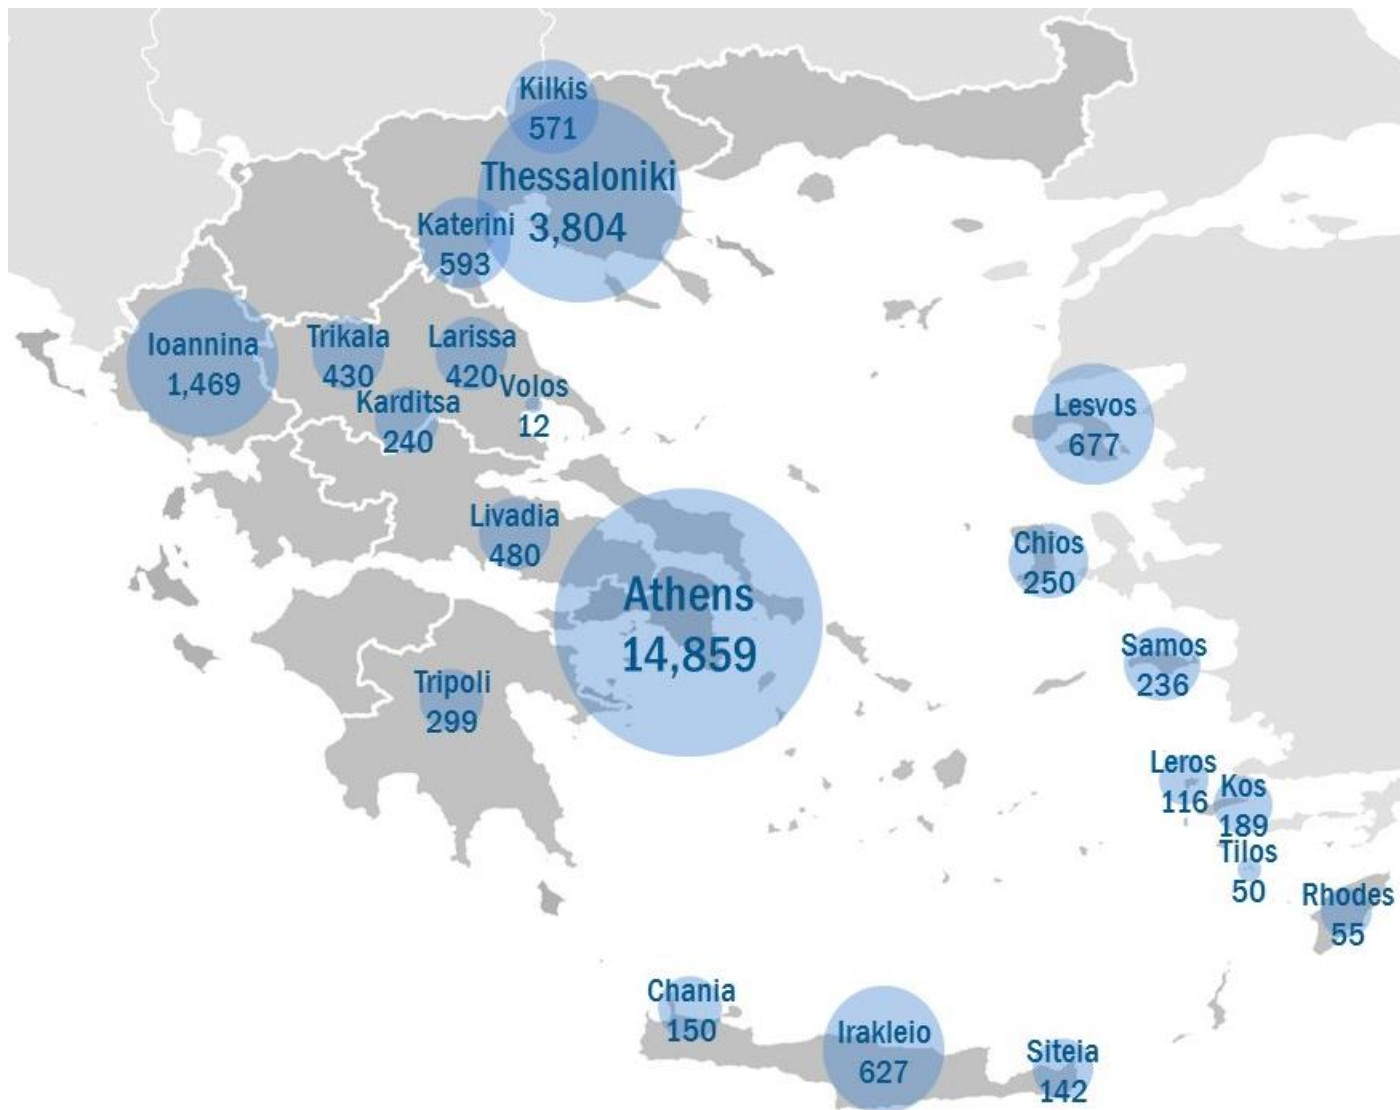 Kilkis
571
Thessaloniki
3,804
Katerini
593
Ioannina
1,469
Trikala
430
Larissa
420
Volos
12
Karditsa
240
Lesvos
677
Livadia
480
Chios
250
Athens
14,859
Samos
236
Tripoli
299
Leros
116
Kos
189
Tilos
50
Rhodes
55
Chania
150
Irakleio
627
Siteia
142